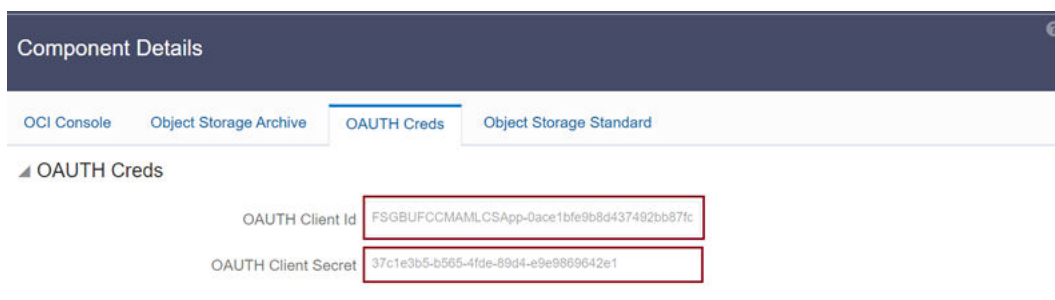 Component Details
OCI Console Object Storage Archive OAUTH Creds Object Storage Standard
OAUTH Creds
OAUTH Client Id FSGBUFCCMAMLCSApp-0ace1bfe9b8d437492bb87fc
OAUTH Client Secret 37c1e3b5-b565-4fde-89d4-e9e9869642e1